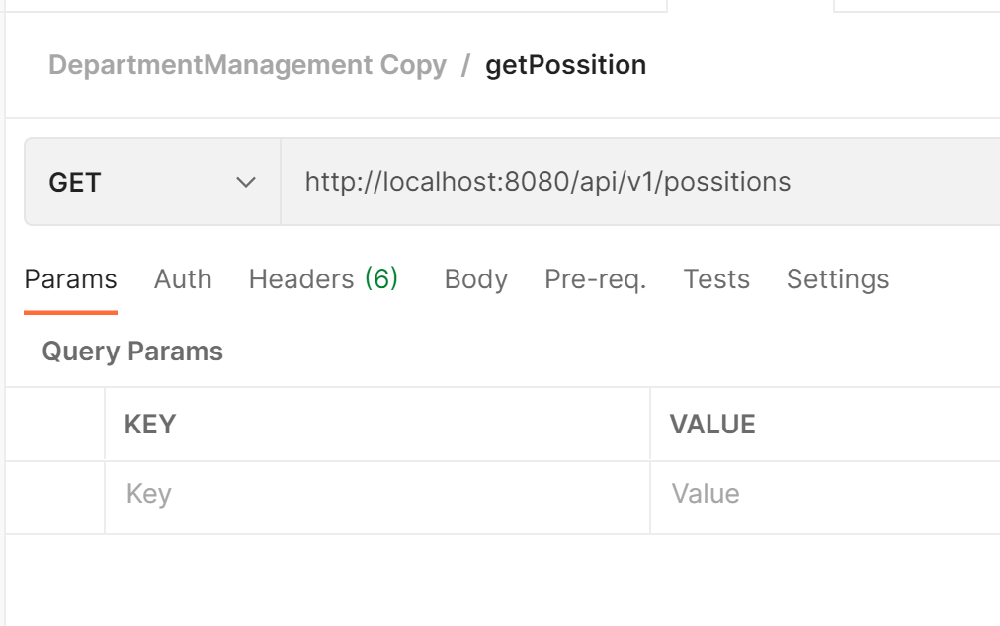 DepartmentManagement Copy / getPossition
GET http://localhost:8080/api/v1/possitions
Params Auth Headers (6) Body Pre-req. Tests Settings
Query Params
KEY VALUE
Key Value